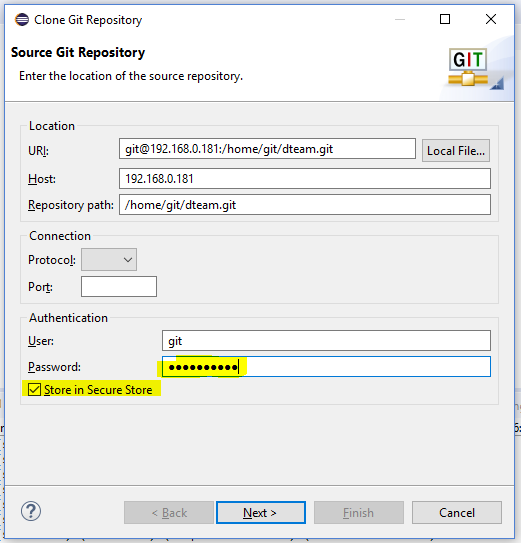 Clone Git Repository
Source Git Repository
Enter the location of the source repository.
GIT
Location
URI: git@192.168.0.181:/home/git/dteam.git Local File...
Host: 192.168.0.181
Repository path: /home/git/dteam.git
Connection
Protocol:
Port:
Authentication
User: git
Password: ●●●●●●●●●●
Store in Secure Store
< Back Next > Finish Cancel